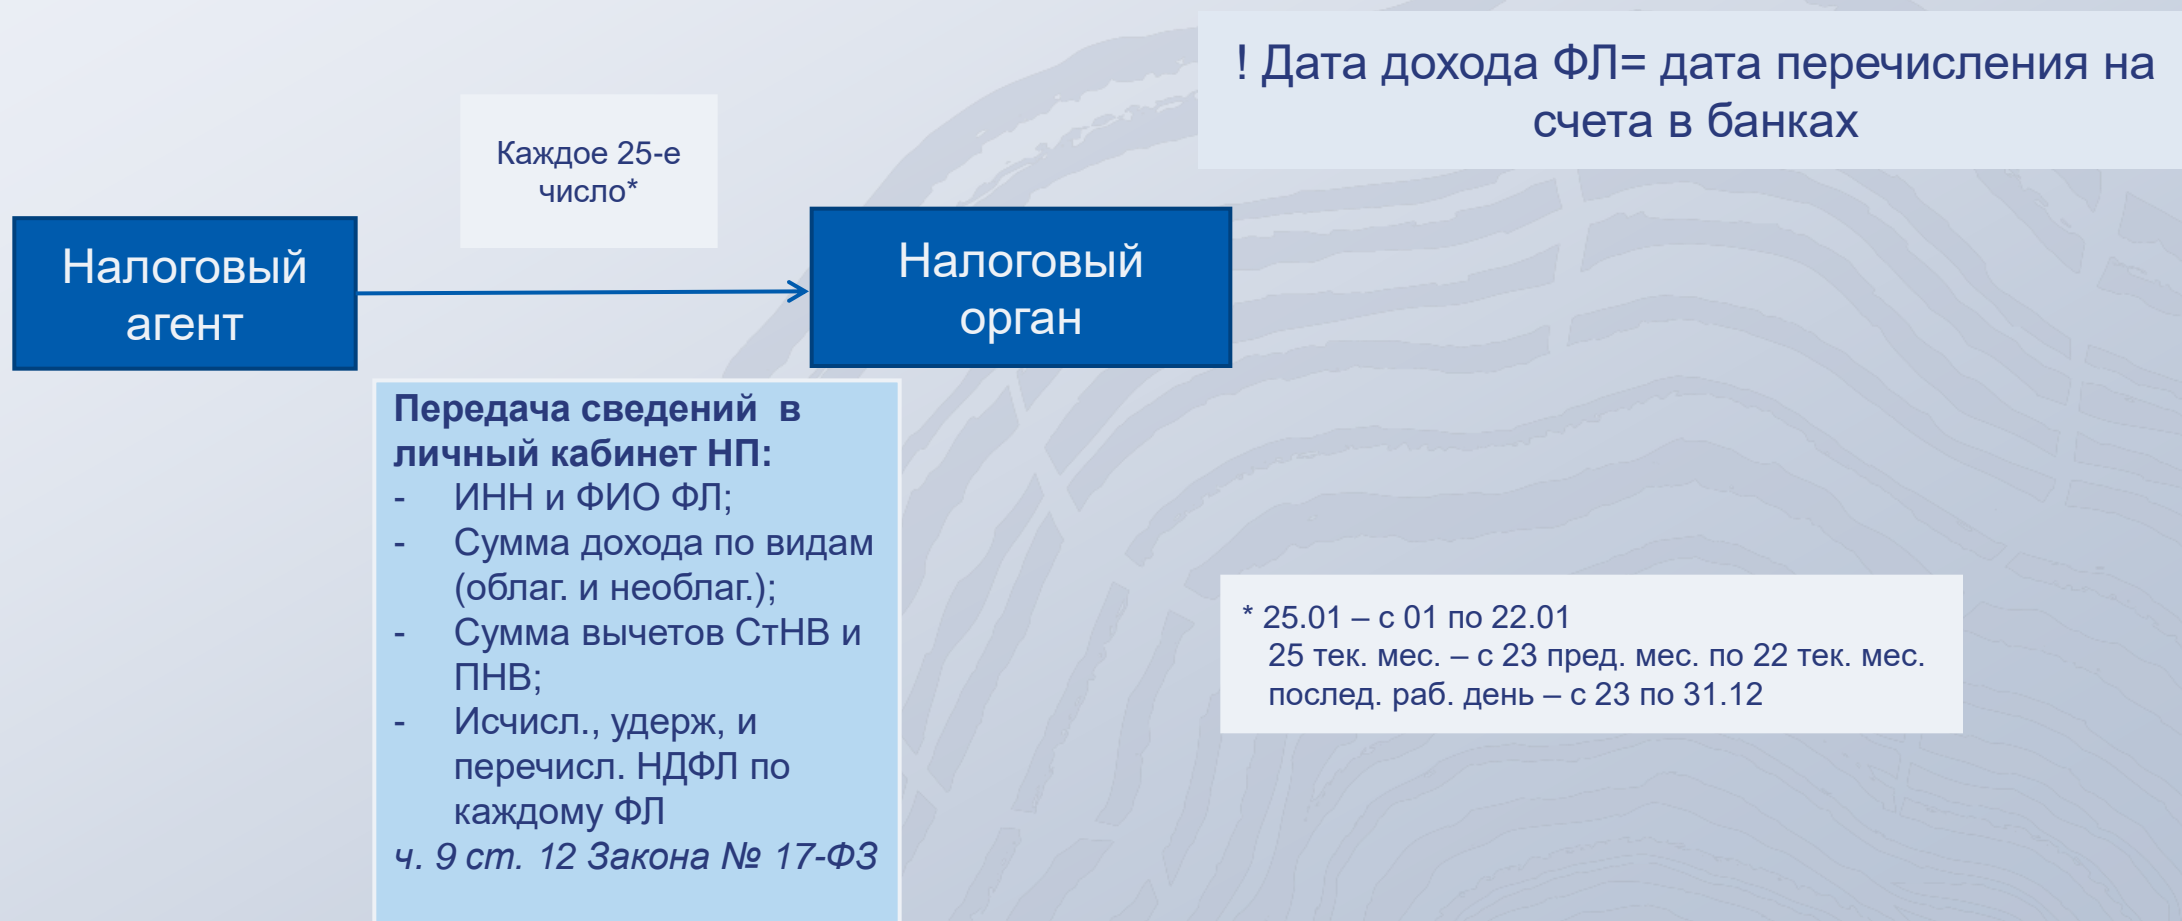 ! Дата дохода ФЛ= дата перечисления на
счета в банках
Каждое 25-е
число*
Налоговый
агент
Налоговый
орган
Передача сведений  в
личный кабинет НП:
- ИНН и ФИО ФЛ;
- Сумма дохода по видам
(облаг. и необлаг.);
- Сумма вычетов СтНВ и
ПНВ;
- Исчисл., удерж, и
перечисл. НДФЛ по
каждому ФЛ
ч. 9 ст. 12 Закона № 17-ФЗ
* 25.01 – с 01 по 22.01
25 тек. мес. – с 23 пред. мес. по 22 тек. мес.
послед. раб. день – с 23 по 31.12